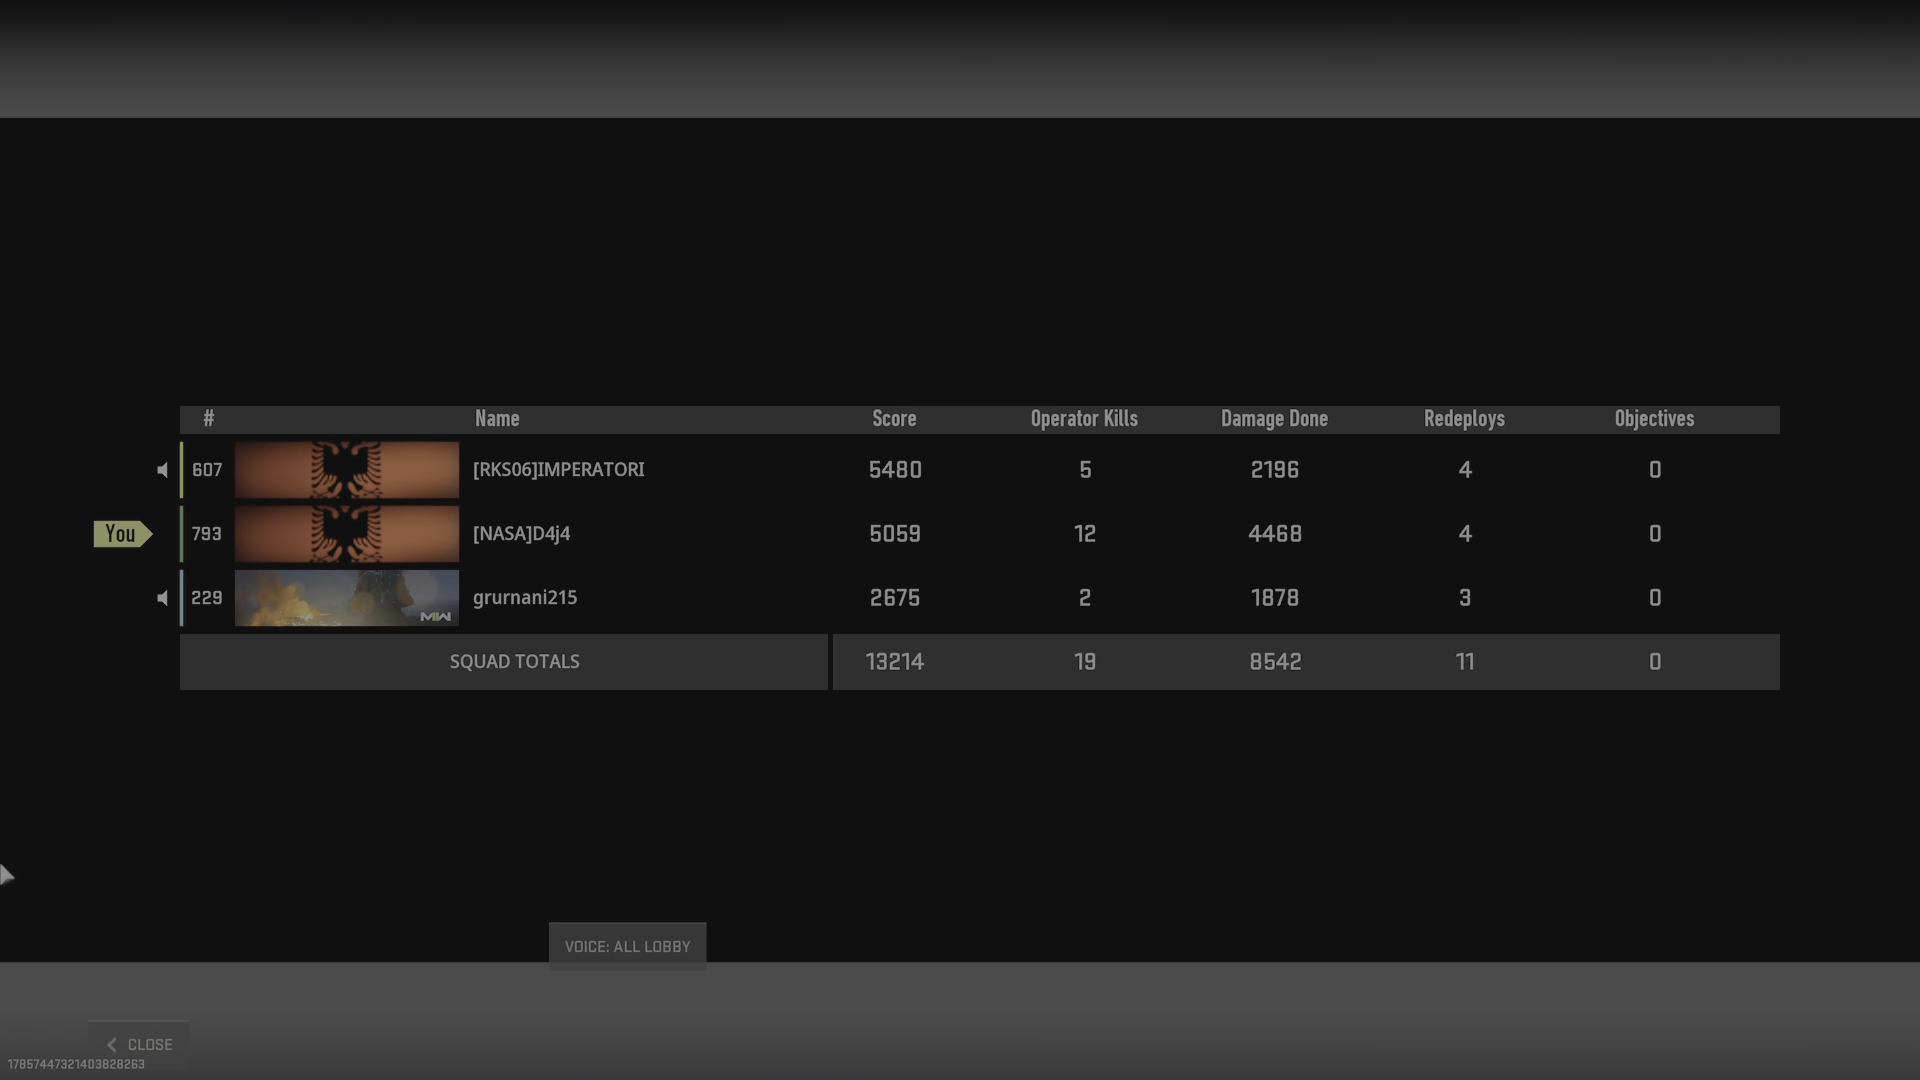 # Name Score Operator Kills Damage Done Redeploys Objectives
607 [RKS06]IMPERATORI 5480 5 2196 4 0
You 793 [NASA]D4j4 5059 12 4468 4 0
229 MW grurnani215 2675 2 1878 3 0
SQUAD TOTALS 13214 19 8542 11 0
VOICE: ALL LOBBY
CLOSE
17857447321403828263